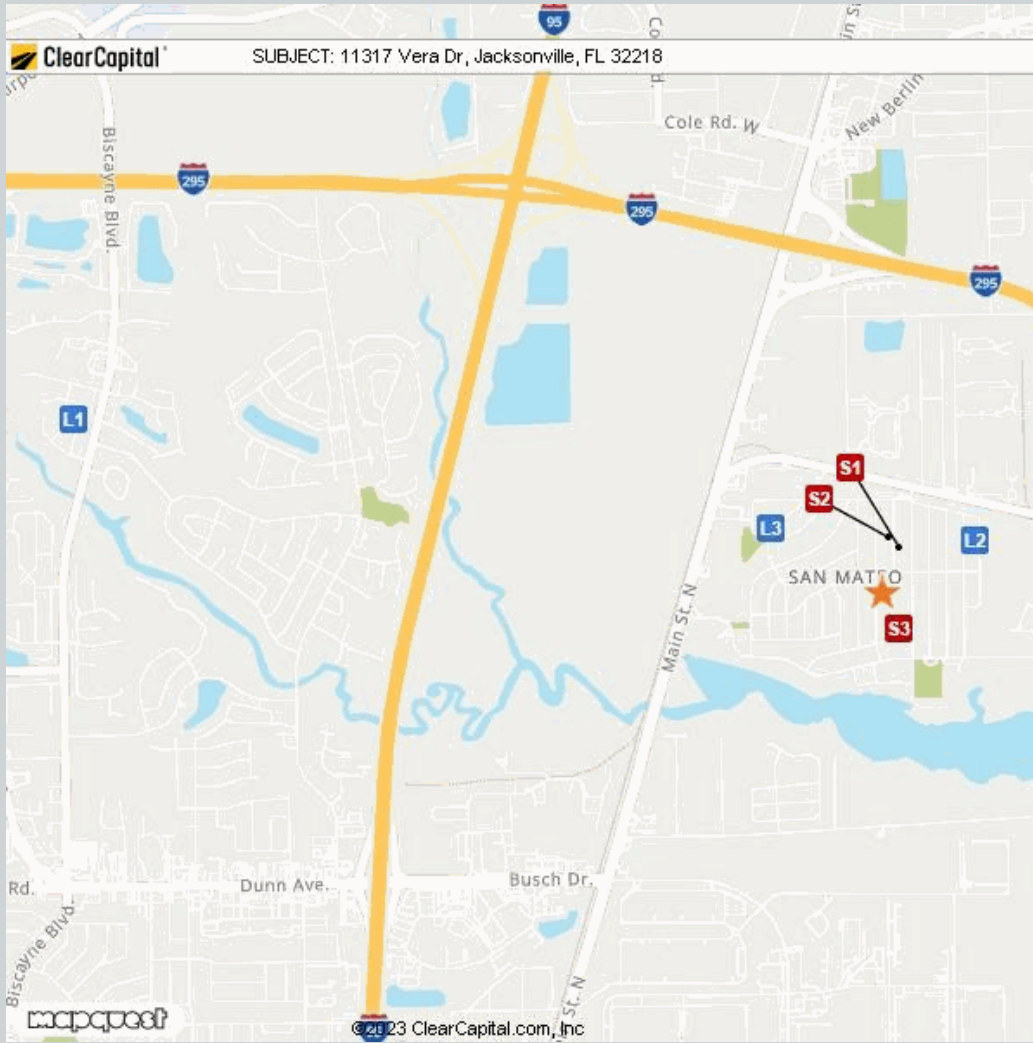 95
ClearCapital
SUBJECT: 11317 Vera Dr, Jacksonville, FL 32218
Cole Rd. W
New Berlin
Biscayne Blvd.
295
295
295
L1
S1
S2
L3
L2
SAN MATEO
S3
Main St. N
Rd.
Dunn Ave.
Busch Dr.
Biscayne Blvd.
St. N
mapquest
©2023 ClearCapital.com, Inc